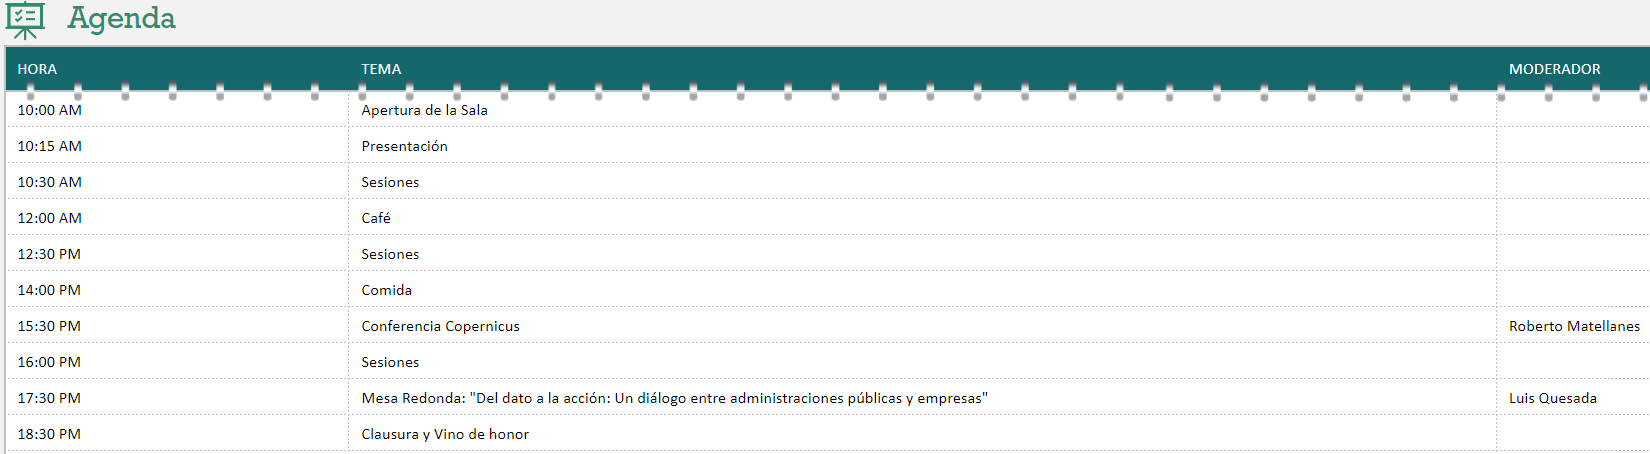 Agenda
HORA TEMA MODERADOR
10:00 AM Apertura de la Sala
10:15 AM Presentación
10:30 AM Sesiones
12:00 AM Café
12:30 PM Sesiones
14:00 PM Comida
15:30 PM Conferencia Copernicus Roberto Matellanes
16:00 PM Sesiones
17:30 PM Mesa Redonda: "Del dato a la acción: Un diálogo entre administraciones públicas y empresas" Luis Quesada
18:30 PM Clausura y Vino de honor